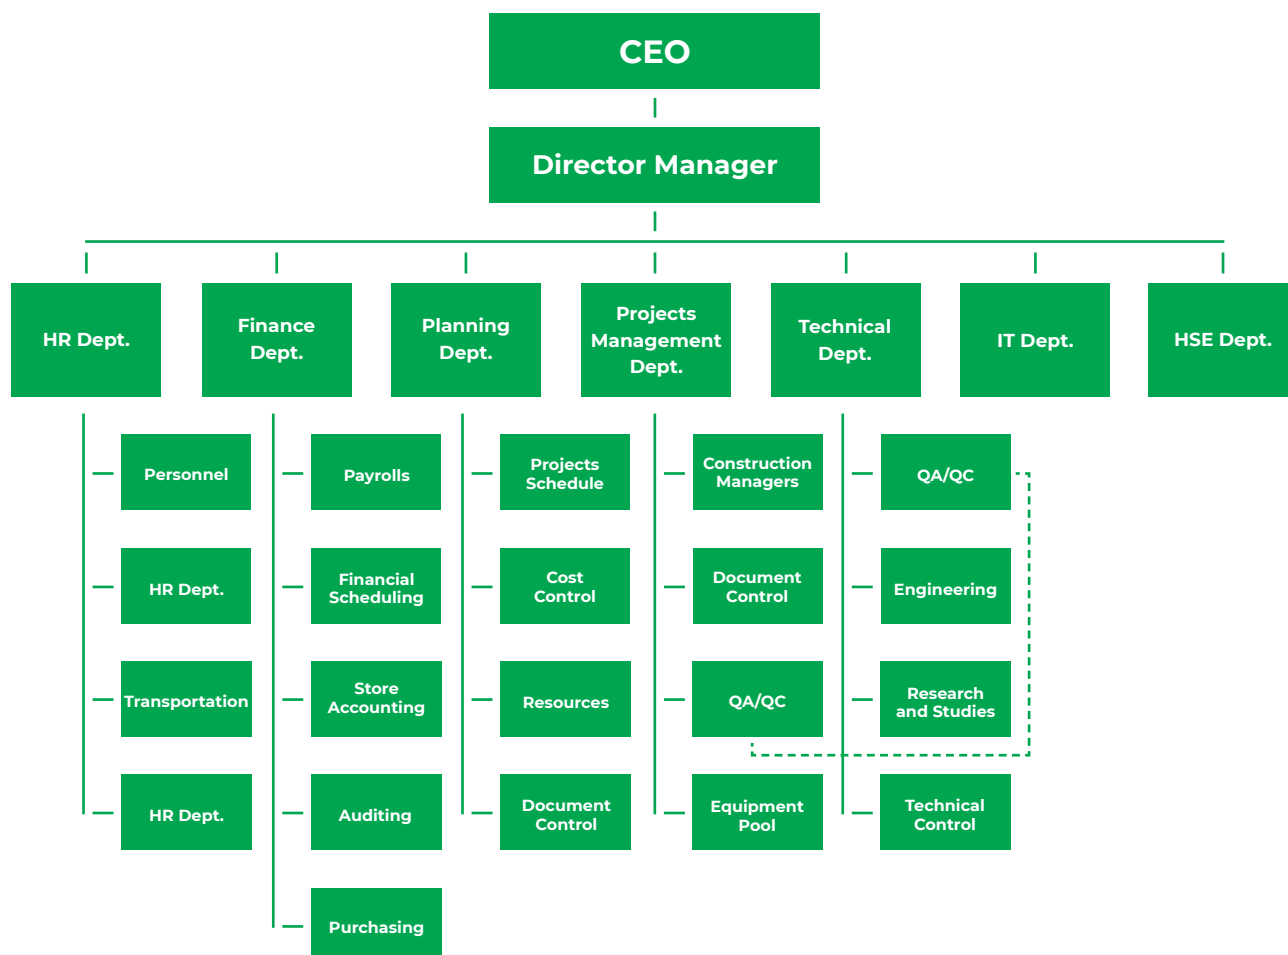 CEO
Director Manager
HR Dept.
Finance
Dept.
Planning
Dept.
Projects
Management
Dept.
Technical
Dept.
IT Dept.
HSE Dept.
Personnel
HR Dept.
Transportation
HR Dept.
Payrolls
Financial
Scheduling
Store
Accounting
Auditing
Purchasing
Projects
Schedule
Cost
Control
Resources
Document
Control
Construction
Managers
Document
Control
QA/QC
Equipment
Pool
QA/QC
Engineering
Research
and Studies
Technical
Control